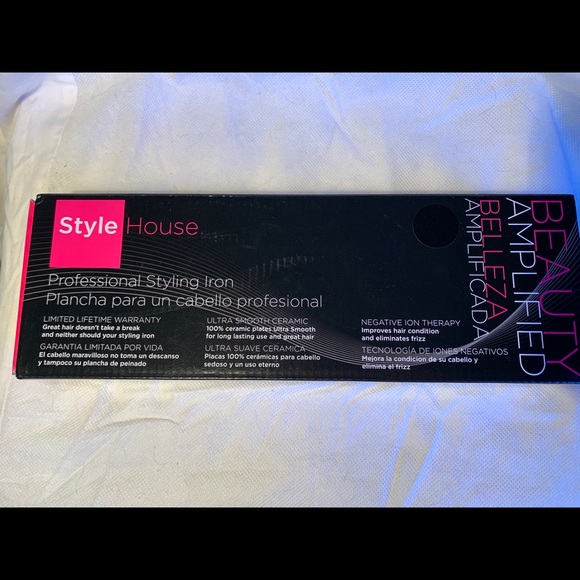 Style House
Professional Styling Iron
Plancha para un cabello profesional
LIMITED LIFETIME WARRANTY
Great hair doesn't take a break
and neither should your styling iron
GARANTIA LIMITADA POR VIDA
El cabello maravilloso no toma un descanso
y tampoco su plancha de peinado
ULTRA SMOOTH CERAMIC
100% ceramic plates Ultra Smooth
for long lasting use and great hair
ULTRA SUAVE CERAMICA
Placas 100% cerámicas para cabello
sedoso y un uso eterno
NEGATIVE ION THERAPY
Improves hair condition
and eliminates frizz
TECNOLOGÍA DE IONES NEGATIVOS
Mejora la condicion de su cabello y
elimina el frizz
BEAUTY
AMPLIFIED
BELLEZA
AMPLIFICADA